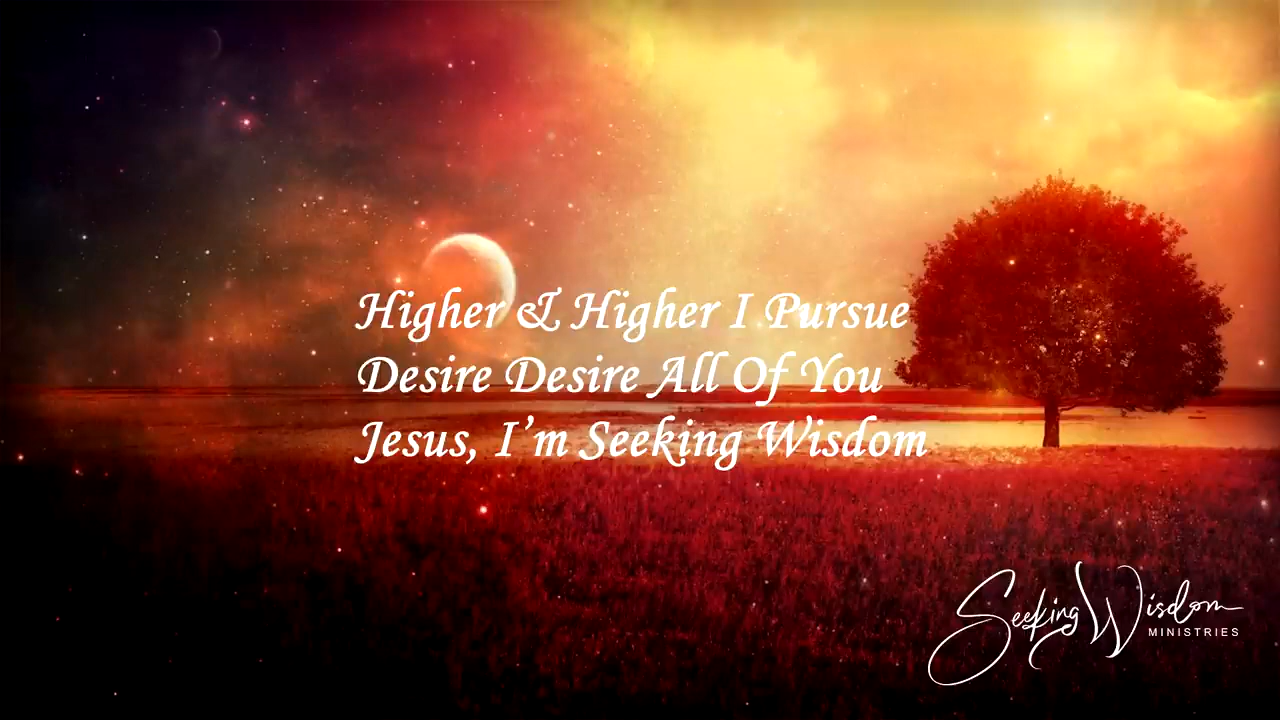 Higher & Higher I Pursue
Desire Desire All Of You
Jesus, I’m Seeking Wisdom
Seeking Wisdom
MINISTRIES